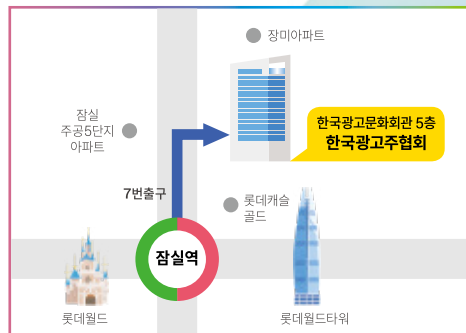 장미아파트
잠실
주공5단지
아파트
한국광고문화회관 5층
한국광고주협회
7번출구
롯데캐슬
골드
잠실역
롯데월드
롯데월드타워